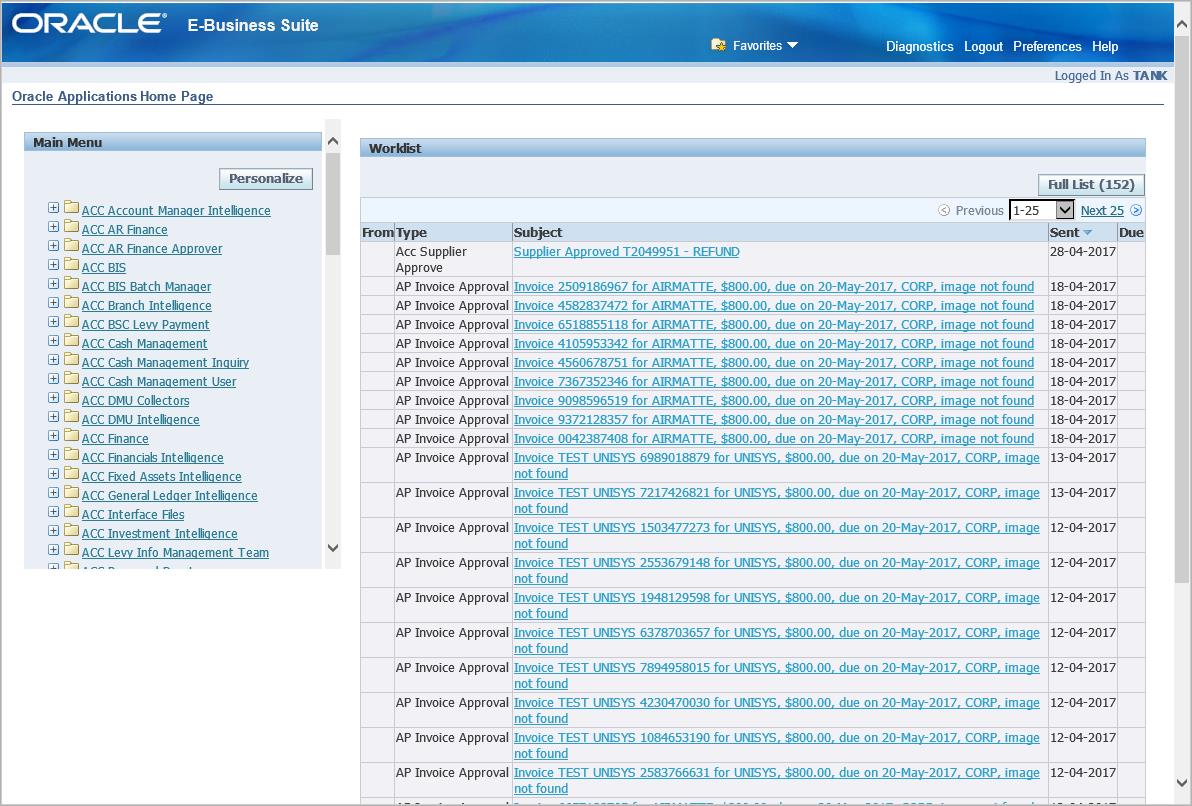 ORACLE® E-Business Suite
Favorites
Diagnostics Logout Preferences Help
Logged In As TANK
Oracle Applications Home Page
Main Menu
Personalize
ACC Account Manager Intelligence
ACC AR Finance
ACC AR Finance Approver
ACC BIS
ACC BIS Batch Manager
ACC Branch Intelligence
ACC BSC Levy Payment
ACC Cash Management
ACC Cash Management Inquiry
ACC Cash Management User
ACC DMU Collectors
ACC DMU Intelligence
ACC Finance
ACC Financials Intelligence
ACC Fixed Assets Intelligence
ACC General Ledger Intelligence
ACC Interface Files
ACC Investment Intelligence
ACC Levy Info Management Team
Worklist
Full List (152)
Previous 1-25 Next 25
From Type Subject Sent Due
Acc Supplier Supplier Approved T2049951 - REFUND 28-04-2017
Approve
AP Invoice Approval Invoice 2509186967 for AIRMATTE, $800.00, due on 20-May-2017, CORP, image not found 18-04-2017
AP Invoice Approval Invoice 4582837472 for AIRMATTE, $800.00, due on 20-May-2017, CORP, image not found 18-04-2017
AP Invoice Approval Invoice 6518855118 for AIRMATTE, $800.00, due on 20-May-2017, CORP, image not found 18-04-2017
AP Invoice Approval Invoice 4105953342 for AIRMATTE, $800.00, due on 20-May-2017, CORP, image not found 18-04-2017
AP Invoice Approval Invoice 4560678751 for AIRMATTE, $800.00, due on 20-May-2017, CORP, image not found 18-04-2017
AP Invoice Approval Invoice 7367352346 for AIRMATTE, $800.00, due on 20-May-2017, CORP, image not found 18-04-2017
AP Invoice Approval Invoice 9098596519 for AIRMATTE, $800.00, due on 20-May-2017, CORP, image not found 18-04-2017
AP Invoice Approval Invoice 9372128357 for AIRMATTE, $800.00, due on 20-May-2017, CORP, image not found 18-04-2017
AP Invoice Approval Invoice 0042387408 for AIRMATTE, $800.00, due on 20-May-2017, CORP, image not found 18-04-2017
AP Invoice Approval Invoice TEST UNISYS 6989018879 for UNISYS, $800.00, due on 20-May-2017, CORP, image 13-04-2017
not found
AP Invoice Approval Invoice TEST UNISYS 7217426821 for UNISYS, $800.00, due on 20-May-2017, CORP, image 13-04-2017
not found
AP Invoice Approval Invoice TEST UNISYS 1503477273 for UNISYS, $800.00, due on 20-May-2017, CORP, image 12-04-2017
not found
AP Invoice Approval Invoice TEST UNISYS 2553679148 for UNISYS, $800.00, due on 20-May-2017, CORP, image 12-04-2017
not found
AP Invoice Approval Invoice TEST UNISYS 1948129598 for UNISYS, $800.00, due on 20-May-2017, CORP, image 12-04-2017
not found
AP Invoice Approval Invoice TEST UNISYS 6378703657 for UNISYS, $800.00, due on 20-May-2017, CORP, image 12-04-2017
not found
AP Invoice Approval Invoice TEST UNISYS 7894958015 for UNISYS, $800.00, due on 20-May-2017, CORP, image 12-04-2017
not found
AP Invoice Approval Invoice TEST UNISYS 4230470030 for UNISYS, $800.00, due on 20-May-2017, CORP, image 12-04-2017
not found
AP Invoice Approval Invoice TEST UNISYS 1084653190 for UNISYS, $800.00, due on 20-May-2017, CORP, image 12-04-2017
not found
AP Invoice Approval Invoice TEST UNISYS 2583766631 for UNISYS, $800.00, due on 20-May-2017, CORP, image 12-04-2017
not found